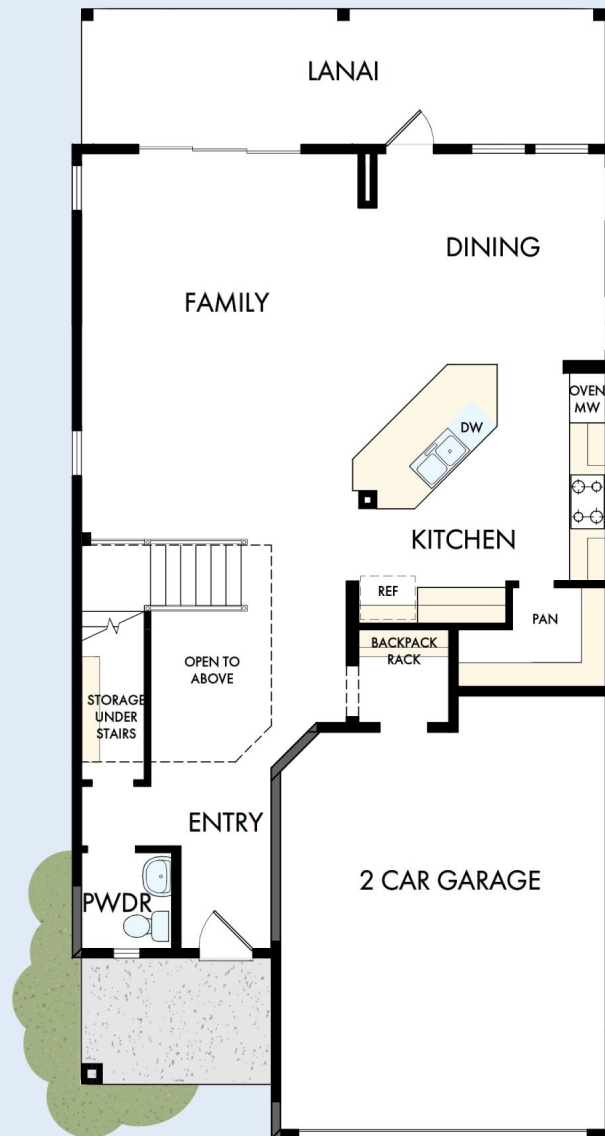 LANAI
DINING
FAMILY
OVEN
MW
DW
KITCHEN
REF
PAN
BACKPACK
RACK
OPEN TO
ABOVE
STORAGE
UNDER
STAIRS
ENTRY
2 CAR GARAGE
PWDR